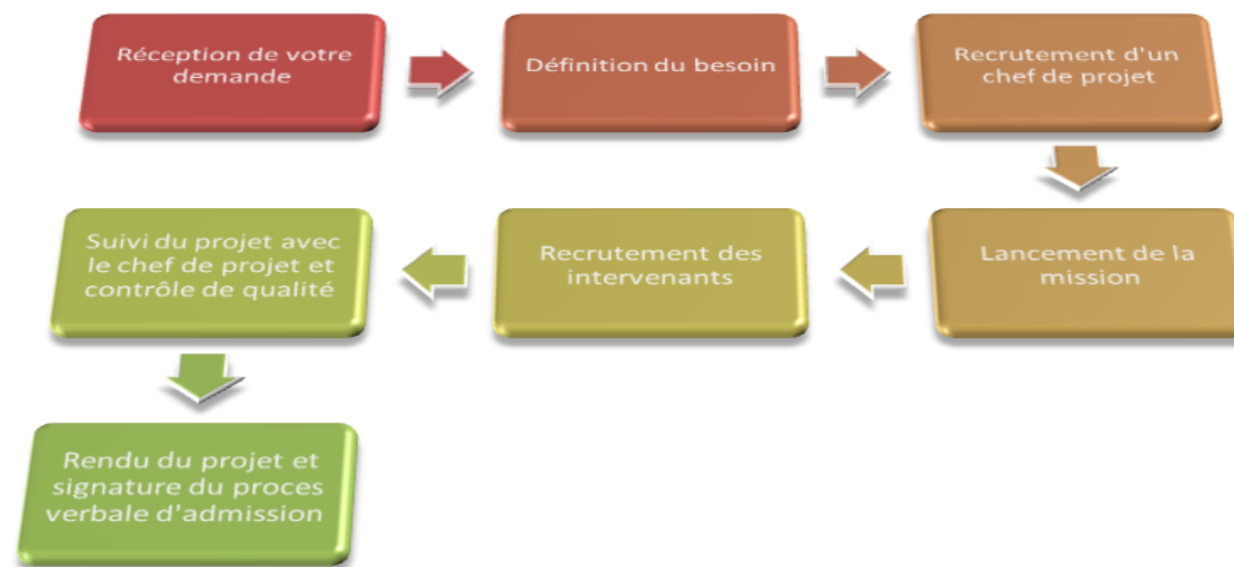 Réception de votre
demande
Définition du besoin
Recrutement d'un
chef de projet
Lancement de la
mission
Recrutement des
intervenants
Suivi du projet avec
le chef de projet et
contrôle de qualité
Rendu du projet et
signature du proces
verbale d'admission